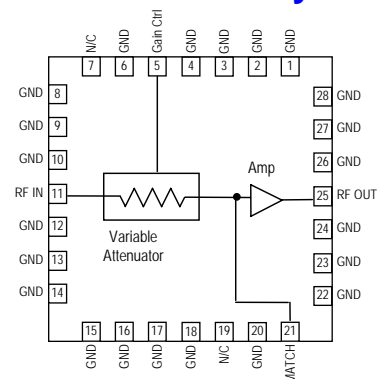 N/C GND Gain Ctrl GND GND GND GND
7 6 5 4 3 2 1
GND 8
GND 9
GND 10
RF IN 11
GND 12
GND 13
GND 14
28 GND
27 GND
26 GND
25 RF OUT
24 GND
23 GND
22 GND
Amp
Variable
Attenuator
15 16 17 18 19 20 21
GND GND GND GND N/C GND MATCH